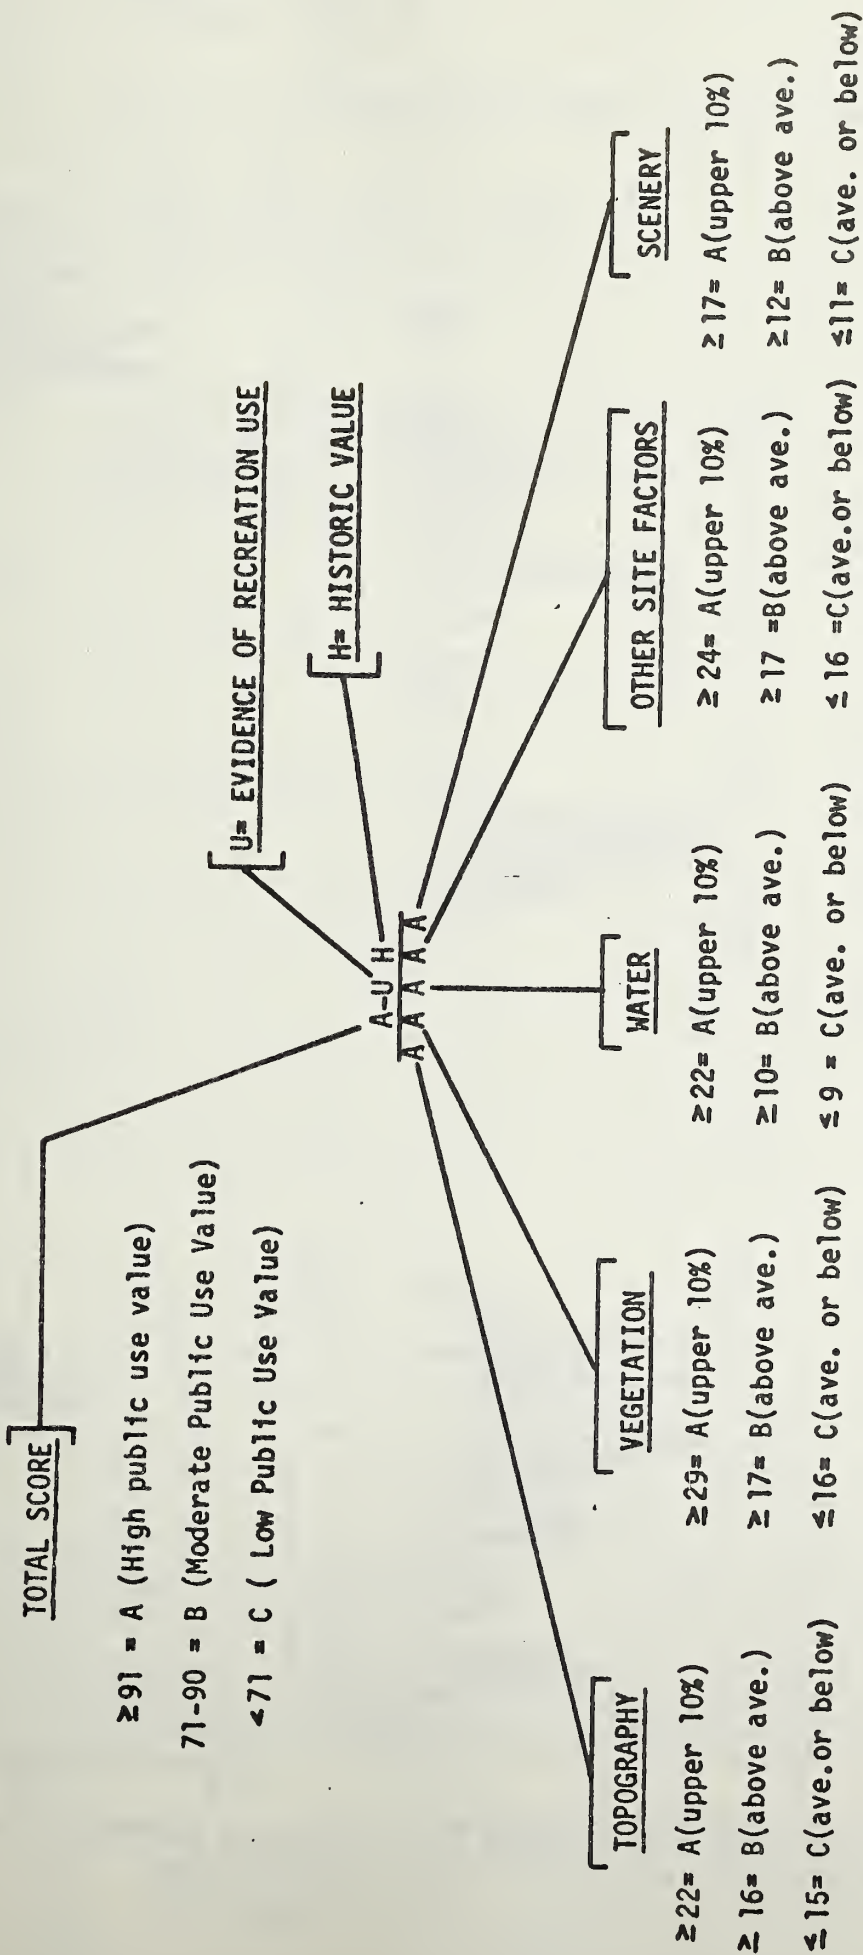 TOTAL SCORE
≥91 = A (High public use value)
71-90 = B (Moderate Public Use Value)
<71 = C ( Low Public Use Value)
U= EVIDENCE OF RECREATION USE
H= HISTORIC VALUE
A-U H
A A A A A
TOPOGRAPHY
≥22= A(upper 10%)
≥ 16= B(above ave.)
≤ 15= C(ave.or below)
VEGETATION
≥29= A(upper 10%)
≥17= B(above ave.)
≤16= C(ave. or below)
WATER
≥22= A(upper 10%)
≥10= B(above ave.)
≤ 9 = C(ave. or below)
OTHER SITE FACTORS
≥ 24= A(upper 10%)
≥17 =B(above ave.)
≤ 16 =C(ave.or below)
SCENERY
≥17= A(upper 10%)
≥12= B(above ave.)
≤11= C(ave. or below)